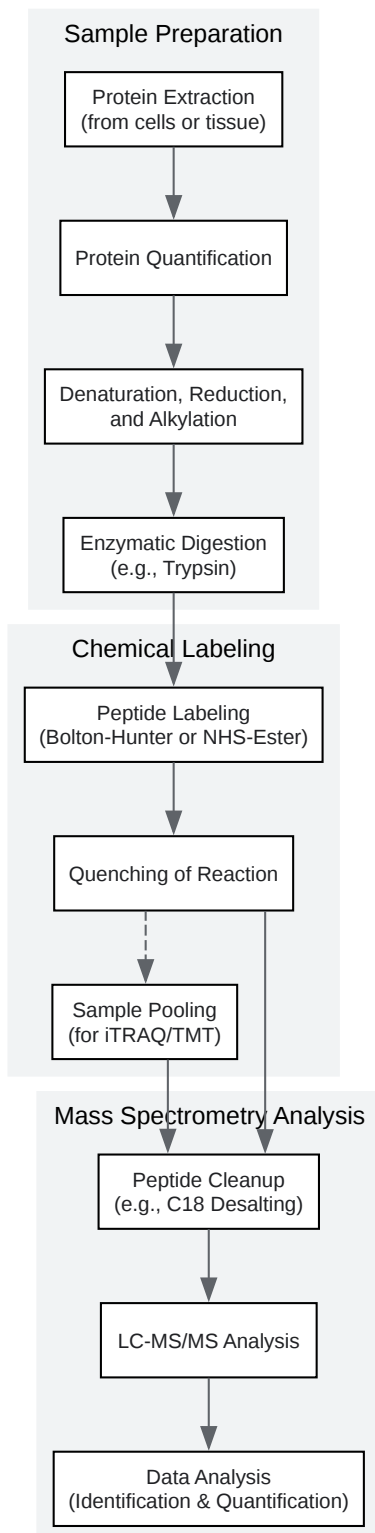 Sample Preparation
Protein Extraction
(from cells or tissue)
Protein Quantification
Denaturation, Reduction,
and Alkylation
Enzymatic Digestion
(e.g., Trypsin)
Chemical Labeling
Peptide Labeling
(Bolton-Hunter or NHS-Ester)
Quenching of Reaction
Sample Pooling
(for iTRAQ/TMT)
Mass Spectrometry Analysis
Peptide Cleanup
(e.g., C18 Desalting)
LC-MS/MS Analysis
Data Analysis
(Identification & Quantification)